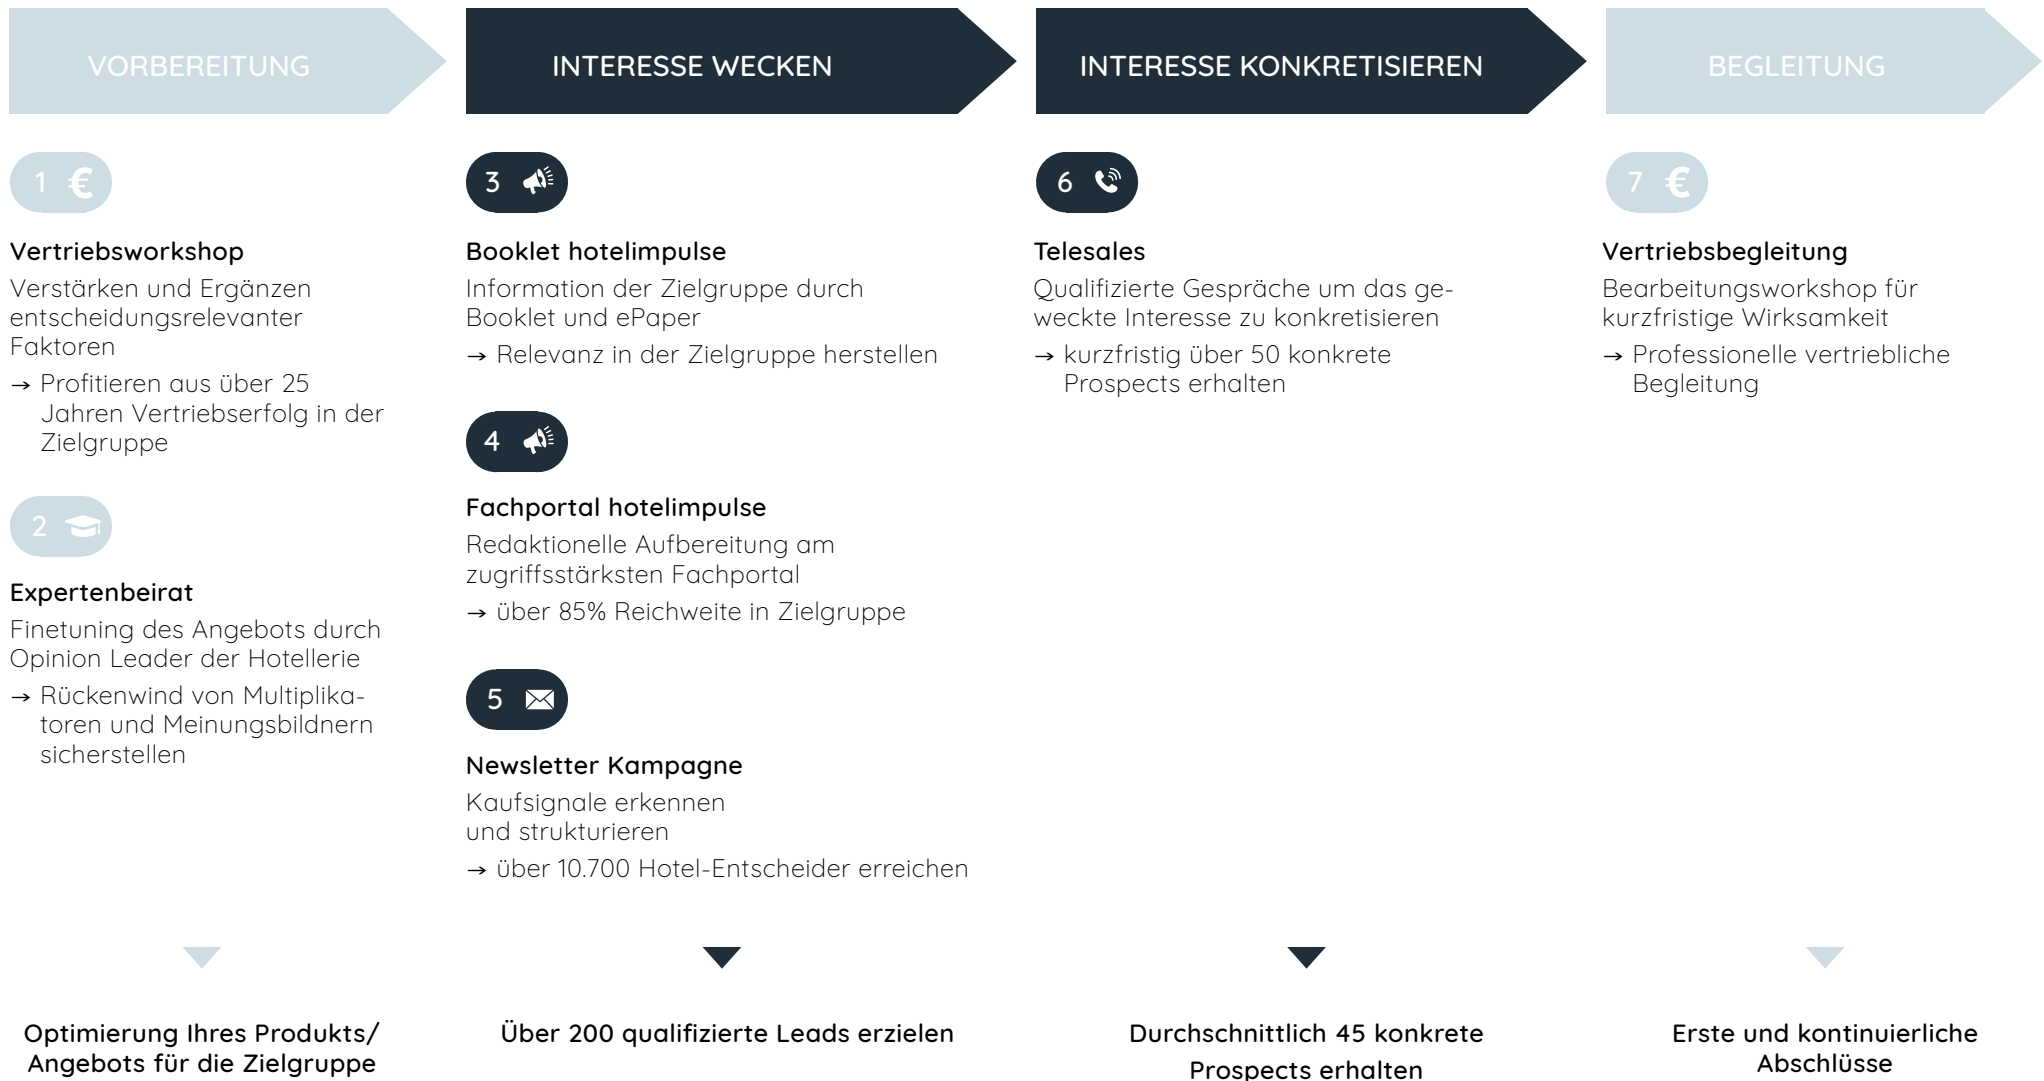 VORBEREITUNG
1 €
Vertriebsworkshop
Verstärken und Ergänzen
entscheidungsrelevanter
Faktoren
→ Profitieren aus über 25
Jahren Vertriebserfolg in der
Zielgruppe
2
Expertenbeirat
Finetuning des Angebots durch
Opinion Leader der Hotellerie
→ Rückenwind von Multiplika-
toren und Meinungsbildnern
sicherstellen
Optimierung Ihres Produkts/
Angebots für die Zielgruppe
INTERESSE WECKEN
3
Booklet hotelimpulse
Information der Zielgruppe durch
Booklet und ePaper
→ Relevanz in der Zielgruppe herstellen
4
Fachportal hotelimpulse
Redaktionelle Aufbereitung am
zugriffsstärksten Fachportal
→ über 85% Reichweite in Zielgruppe
5
Newsletter Kampagne
Kaufsignale erkennen
und strukturieren
→ über 10.700 Hotel-Entscheider erreichen
Über 200 qualifizierte Leads erzielen
INTERESSE KONKRETISIEREN
6
Telesales
Qualifizierte Gespräche um das ge-
weckte Interesse zu konkretisieren
→ kurzfristig über 50 konkrete
Prospects erhalten
Durchschnittlich 45 konkrete
Prospects erhalten
BEGLEITUNG
7 €
Vertriebsbegleitung
Bearbeitungsworkshop für
kurzfristige Wirksamkeit
→ Professionelle vertriebliche
Begleitung
Erste und kontinuierliche
Abschlüsse